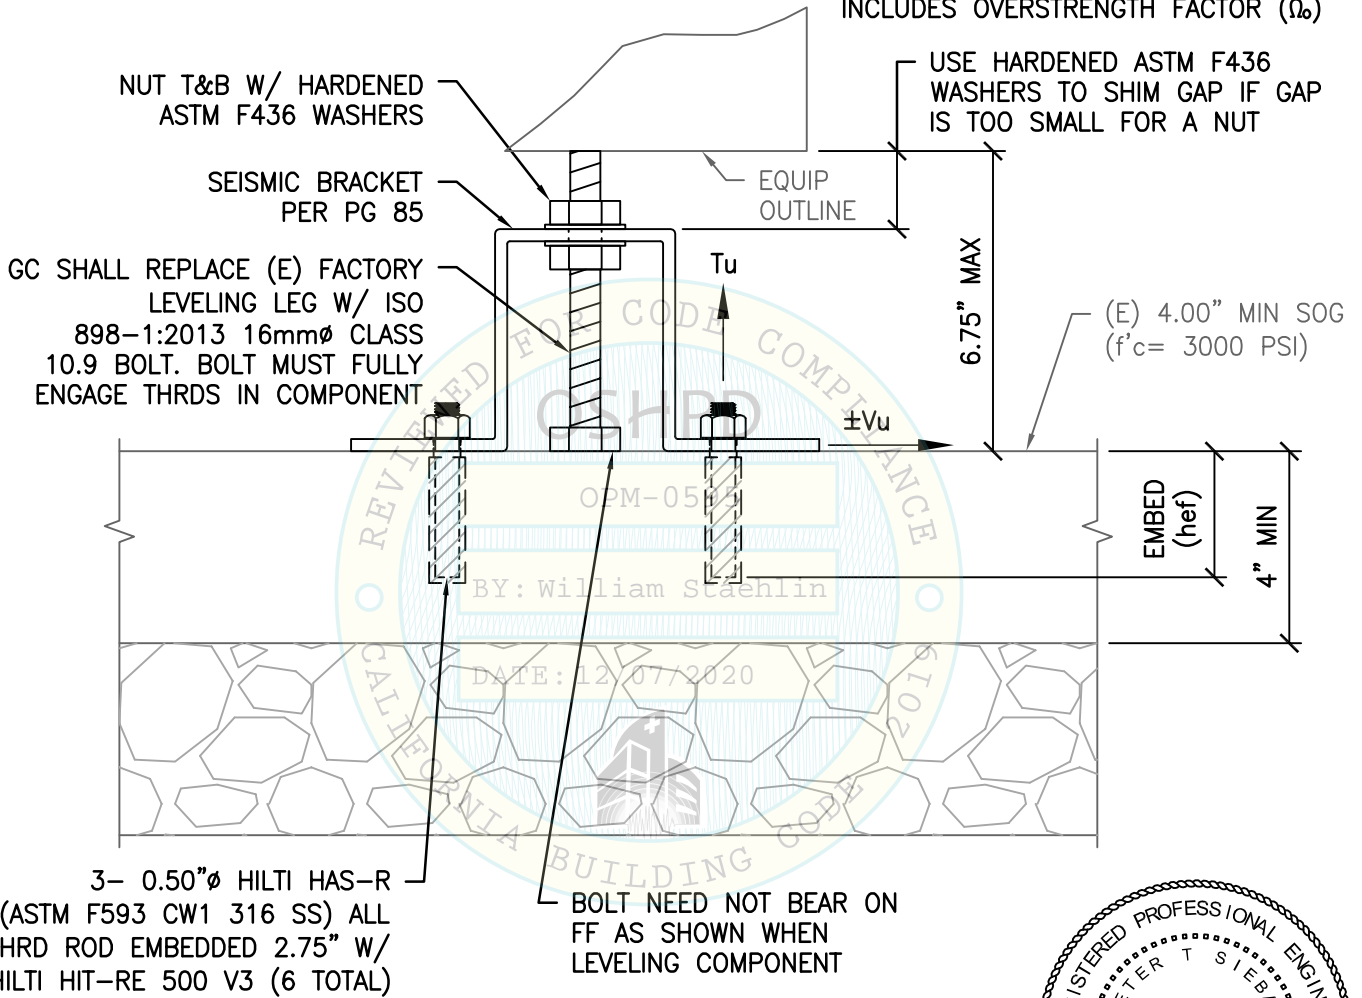 INCLUDES OVERSTRENGTH FACTOR (Ωo)
NUT T&B W/ HARDENED
ASTM F436 WASHERS
USE HARDENED ASTM F436
WASHERS TO SHIM GAP IF GAP
IS TOO SMALL FOR A NUT
SEISMIC BRACKET
PER PG 85
EQUIP
OUTLINE
GC SHALL REPLACE (E) FACTORY
LEVELING LEG W/ ISO
898-1:2013 16mmø CLASS
10.9 BOLT. BOLT MUST FULLY
ENGAGE THRDS IN COMPONENT
Tu
6.75" MAX
(E) 4.00" MIN SOG
(f'c= 3000 PSI)
±Vu
EMBED
(hef)
4" MIN
REVIEWED FOR CODE COMPLIANCE
OSHPD
OPM-0595
BY: William Staehlin
DATE: 12/07/2020
CALIFORNIA BUILDING CODE 2019
3- 0.50"ø HILTI HAS-R
(ASTM F593 CW1 316 SS) ALL
ROD EMBEDDED 2.75" W/
HILTI HIT-RE 500 V3 (6 TOTAL)
BOLT NEED NOT BEAR ON
FF AS SHOWN WHEN
LEVELING COMPONENT
PROFESSIONAL
T